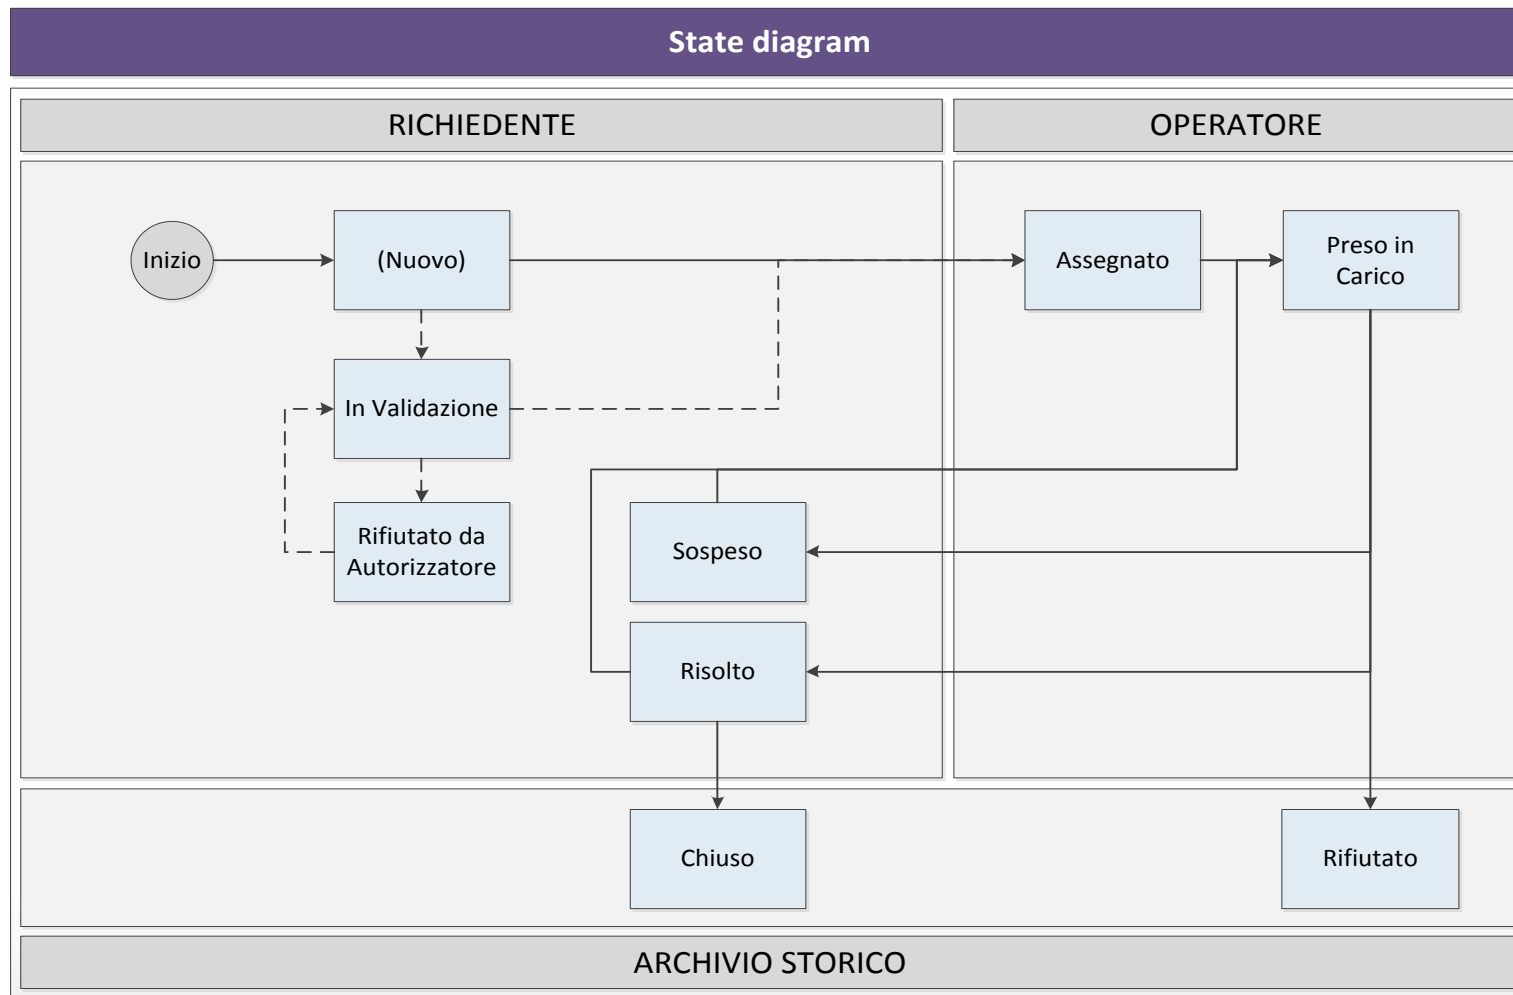 State diagram
RICHIEDENTE
OPERATORE
Inizio
(Nuovo)
Assegnato
Preso in
Carico
In Validazione
Rifiutato da
Autorizzatore
Sospeso
Risolto
Chiuso
Rifiutato
ARCHIVIO STORICO